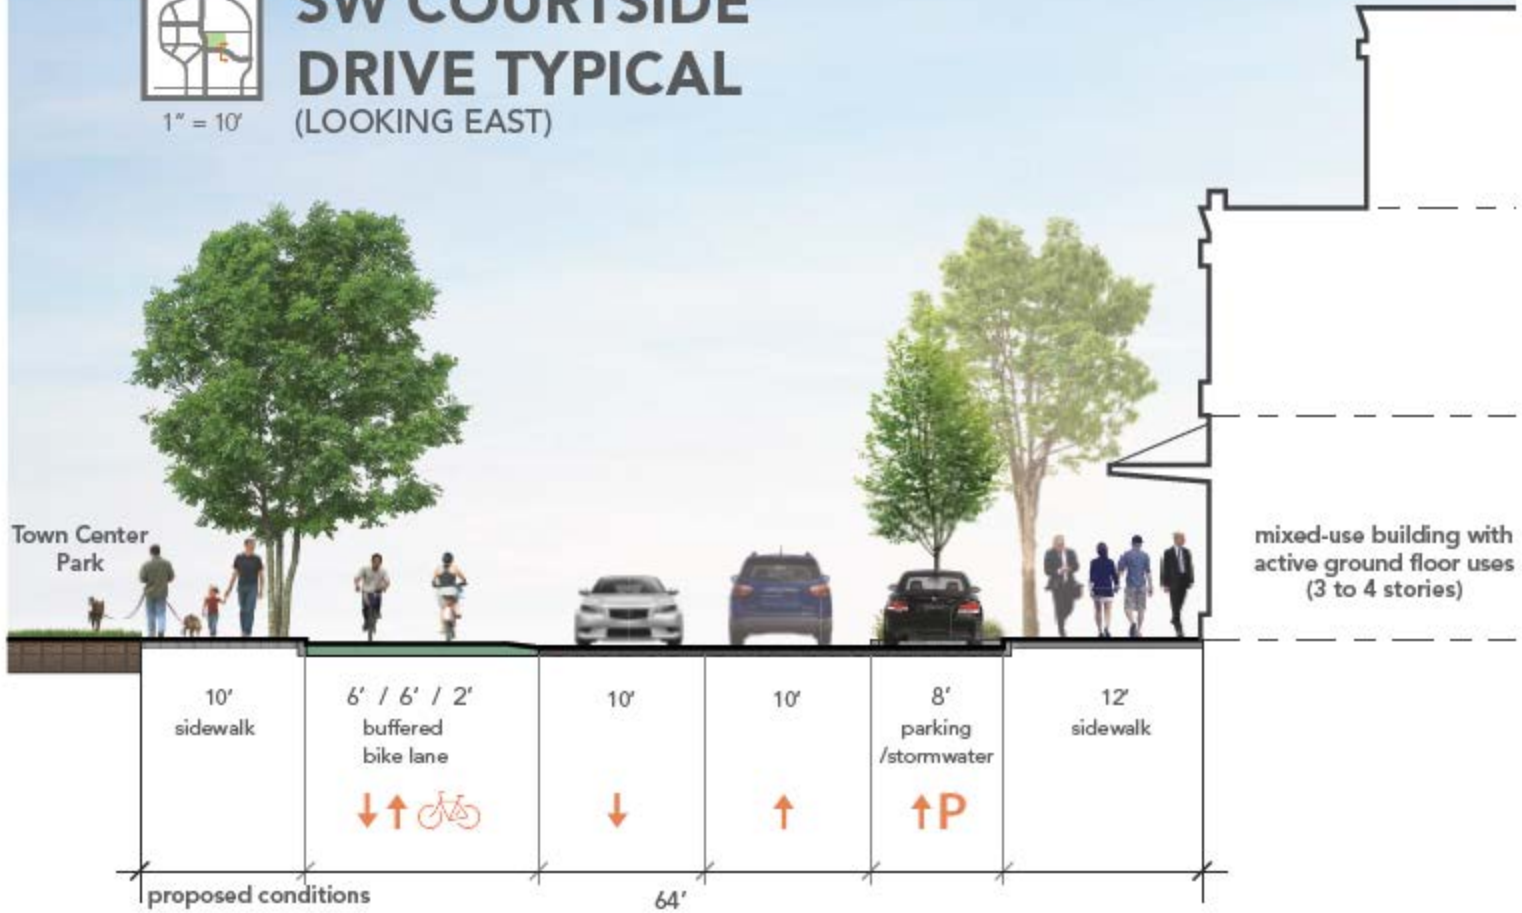 SW COURTSIDE
DRIVE TYPICAL
(LOOKING EAST)
1" = 10'
Town Center
Park
mixed-use building with
active ground floor uses
(3 to 4 stories)
10'
sidewalk
6' / 6' / 2'
buffered
bike lane
10'
10'
8'
parking
/stormwater
P
12'
sidewalk
proposed conditions
64'